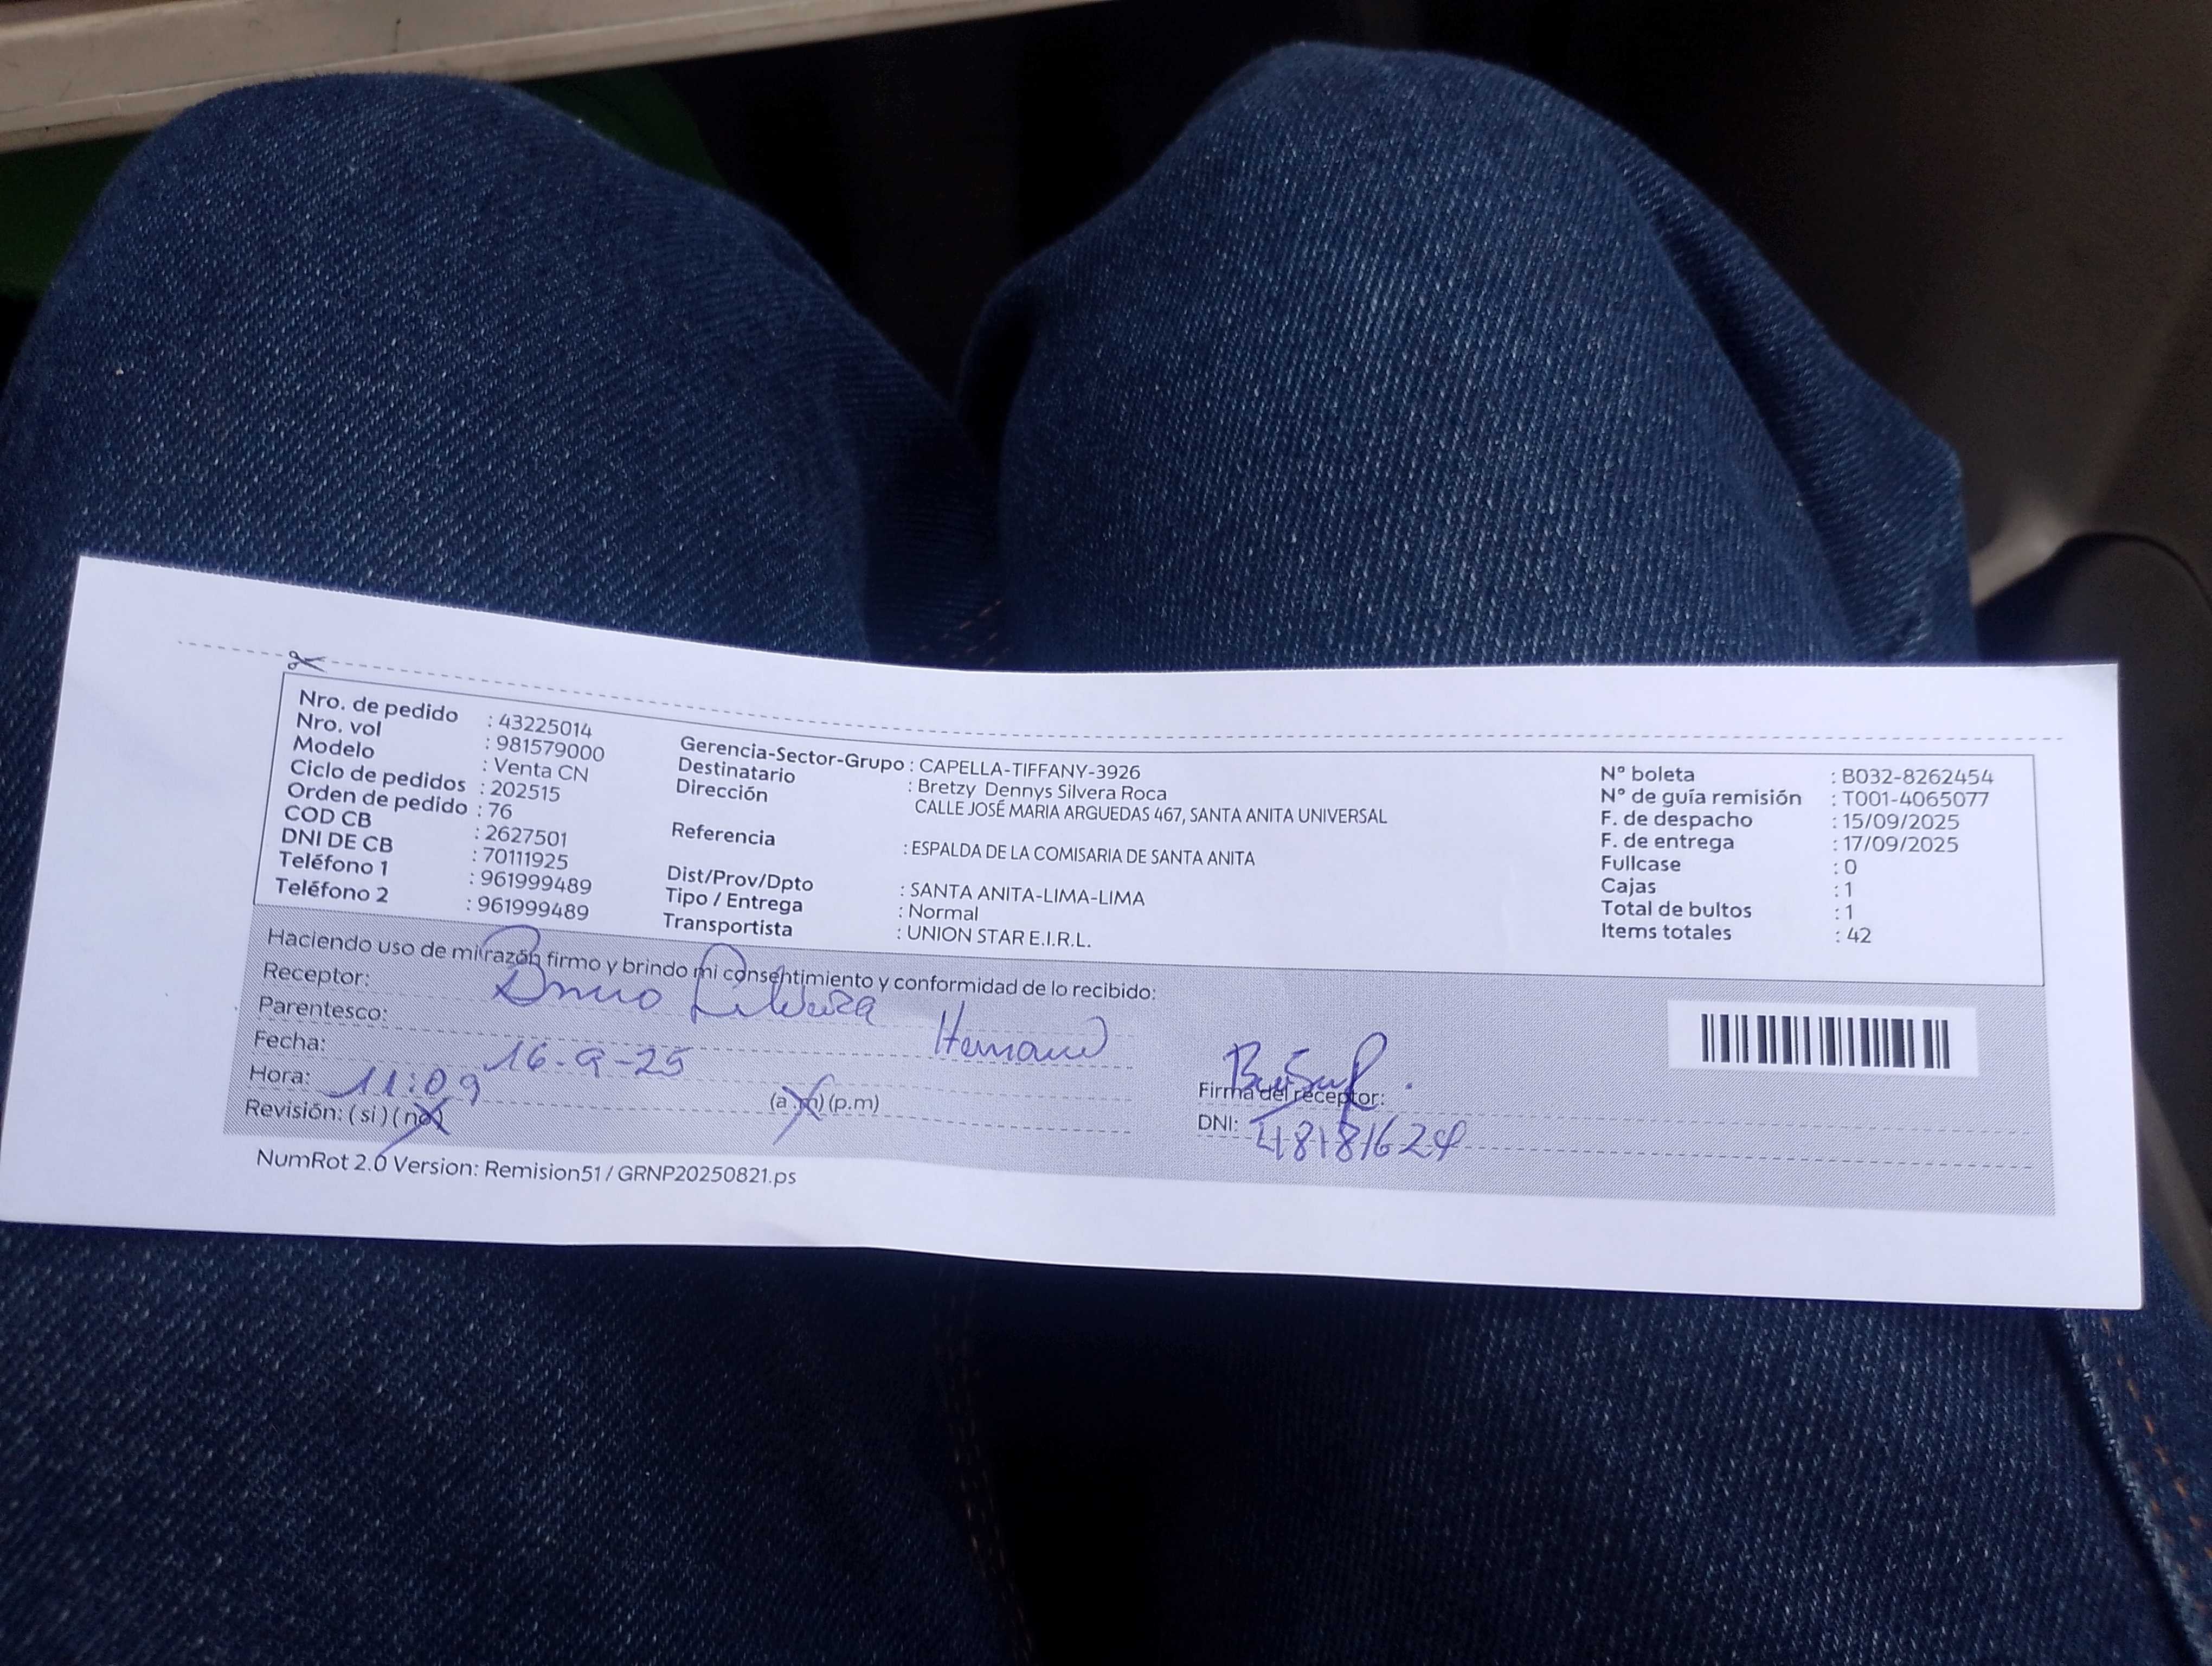 Nro. de pedido : 43225014
Nro. vol : 981579000
Modelo : Venta CN
Ciclo de pedidos : 202515
Orden de pedido : 76
COD CB : 2627501
DNI DE CB : 70111925
Teléfono 1 : 961999489
Teléfono 2 : 961999489
Gerencia-Sector-Grupo : CAPELLA-TIFFANY-3926
Destinatario : Bretzy Dennys Silvera Roca
Dirección CALLE JOSÉ MARIA ARGUEDAS 467, SANTA ANITA UNIVERSAL
Referencia : ESPALDA DE LA COMISARIA DE SANTA ANITA
Dist/Prov/Dpto : SANTA ANITA-LIMA-LIMA
Tipo / Entrega : Normal
Transportista : UNION STAR E.I.R.L.
N° boleta : B032-8262454
N° de guía remisión : T001-4065077
F. de despacho : 15/09/2025
F. de entrega : 17/09/2025
Fullcase : 0
Cajas : 1
Total de bultos : 1
Items totales : 42
Haciendo uso de mi razón firmo y brindo mi consentimiento y conformidad de lo recibido:
Receptor:
Parentesco: Hermano
Fecha: 16-9-25
Hora: 11:09 (a.m) (p.m)
Revisión: ( si ) ( no )
Firma del receptor:
DNI: 48181624
NumRot 2.0 Version: Remision51 / GRNP20250821.ps